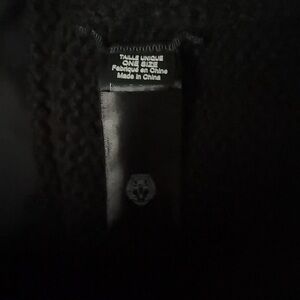 TAILLE UNIQUE
ONE SIZE
Fabriqué en Chine
Made in China